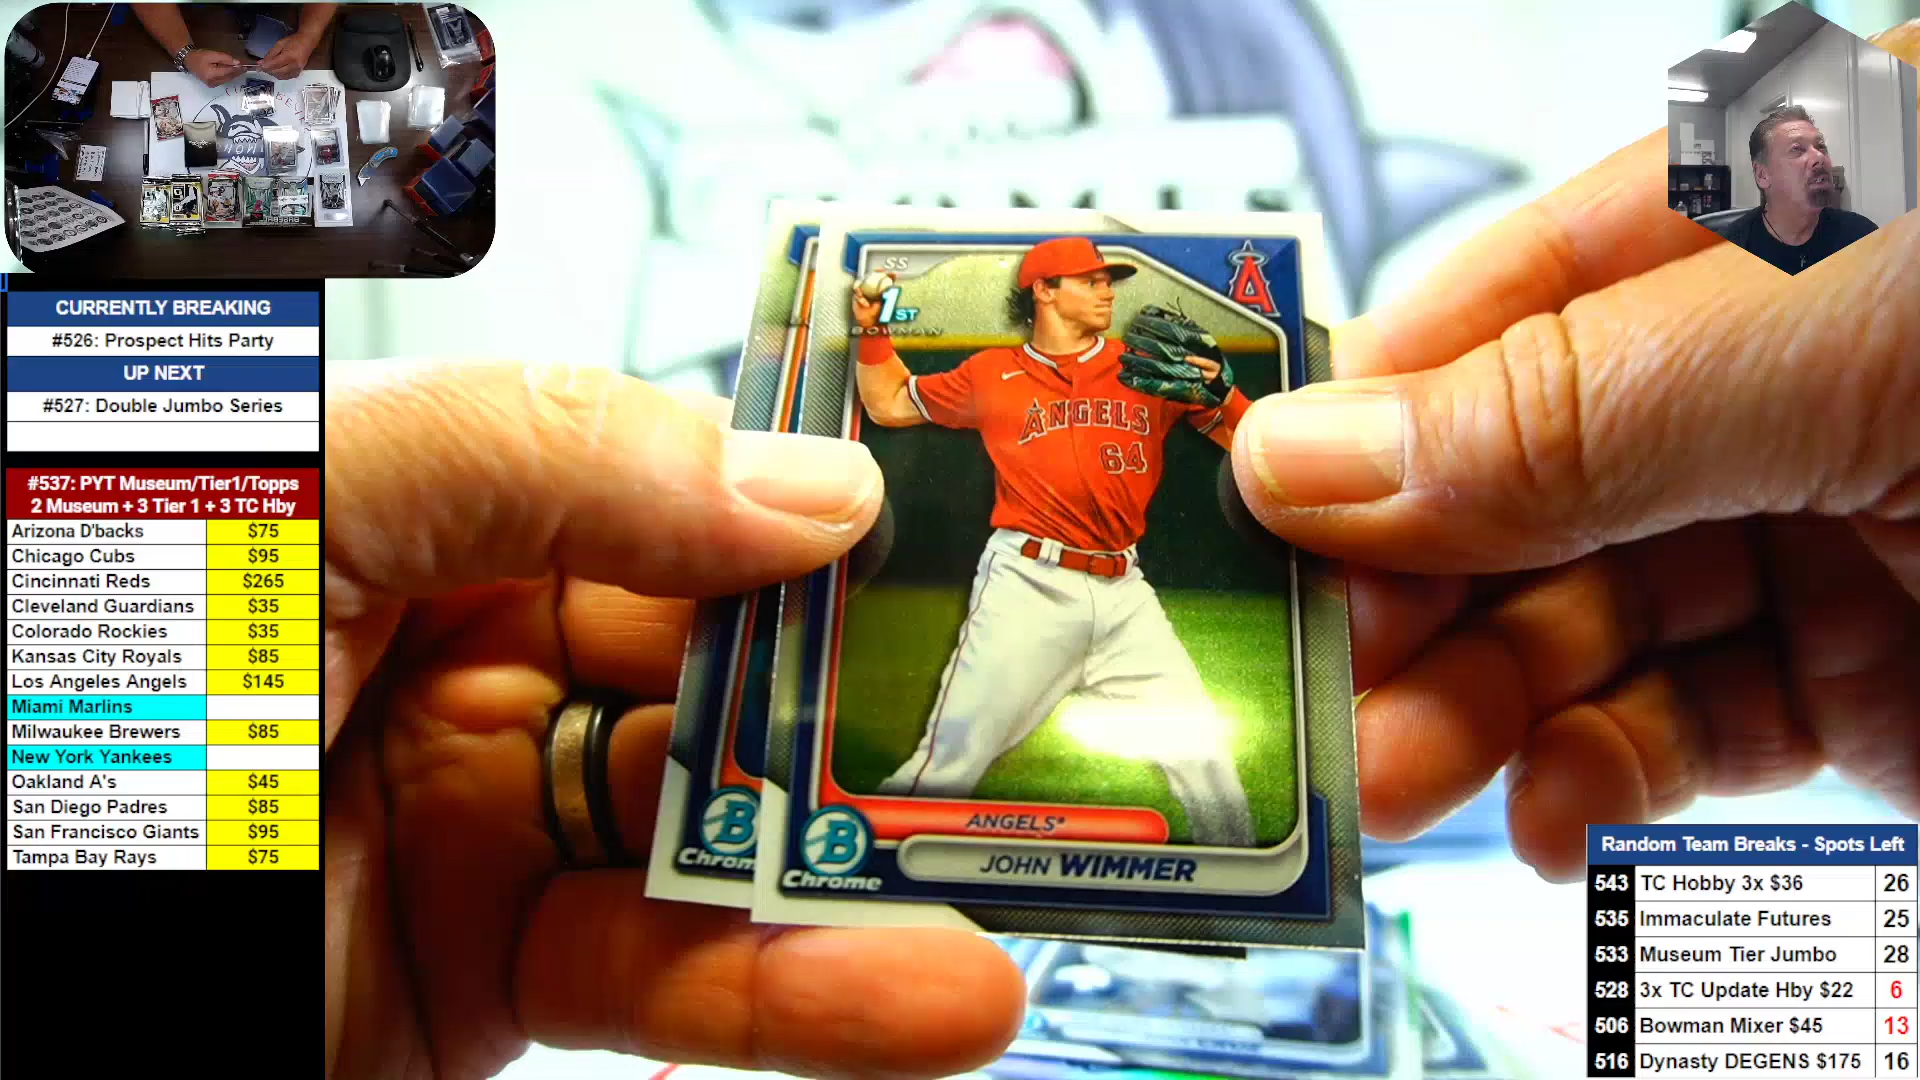 CURRENTLY BREAKING
#526: Prospect Hits Party
UP NEXT
#527: Double Jumbo Series
#537: PYT Museum/Tier1/Topps
2 Museum + 3 Tier 1 + 3 TC Hby
Arizona D'backs $75
Chicago Cubs $95
Cincinnati Reds $265
Cleveland Guardians $35
Colorado Rockies $35
Kansas City Royals $85
Los Angeles Angels $145
Miami Marlins
Milwaukee Brewers $85
New York Yankees
Oakland A's $45
San Diego Padres $85
San Francisco Giants $95
Tampa Bay Rays $75
SS
1ST
BOWMAN
A
ANGELS
64
ANGELS
JOHN WIMMER
B
Chrome
B
Chrom
Random Team Breaks - Spots Left
543 TC Hobby 3x $36 26
535 Immaculate Futures 25
533 Museum Tier Jumbo 28
528 3x TC Update Hby $22 6
506 Bowman Mixer $45 13
516 Dynasty DEGENS $175 16